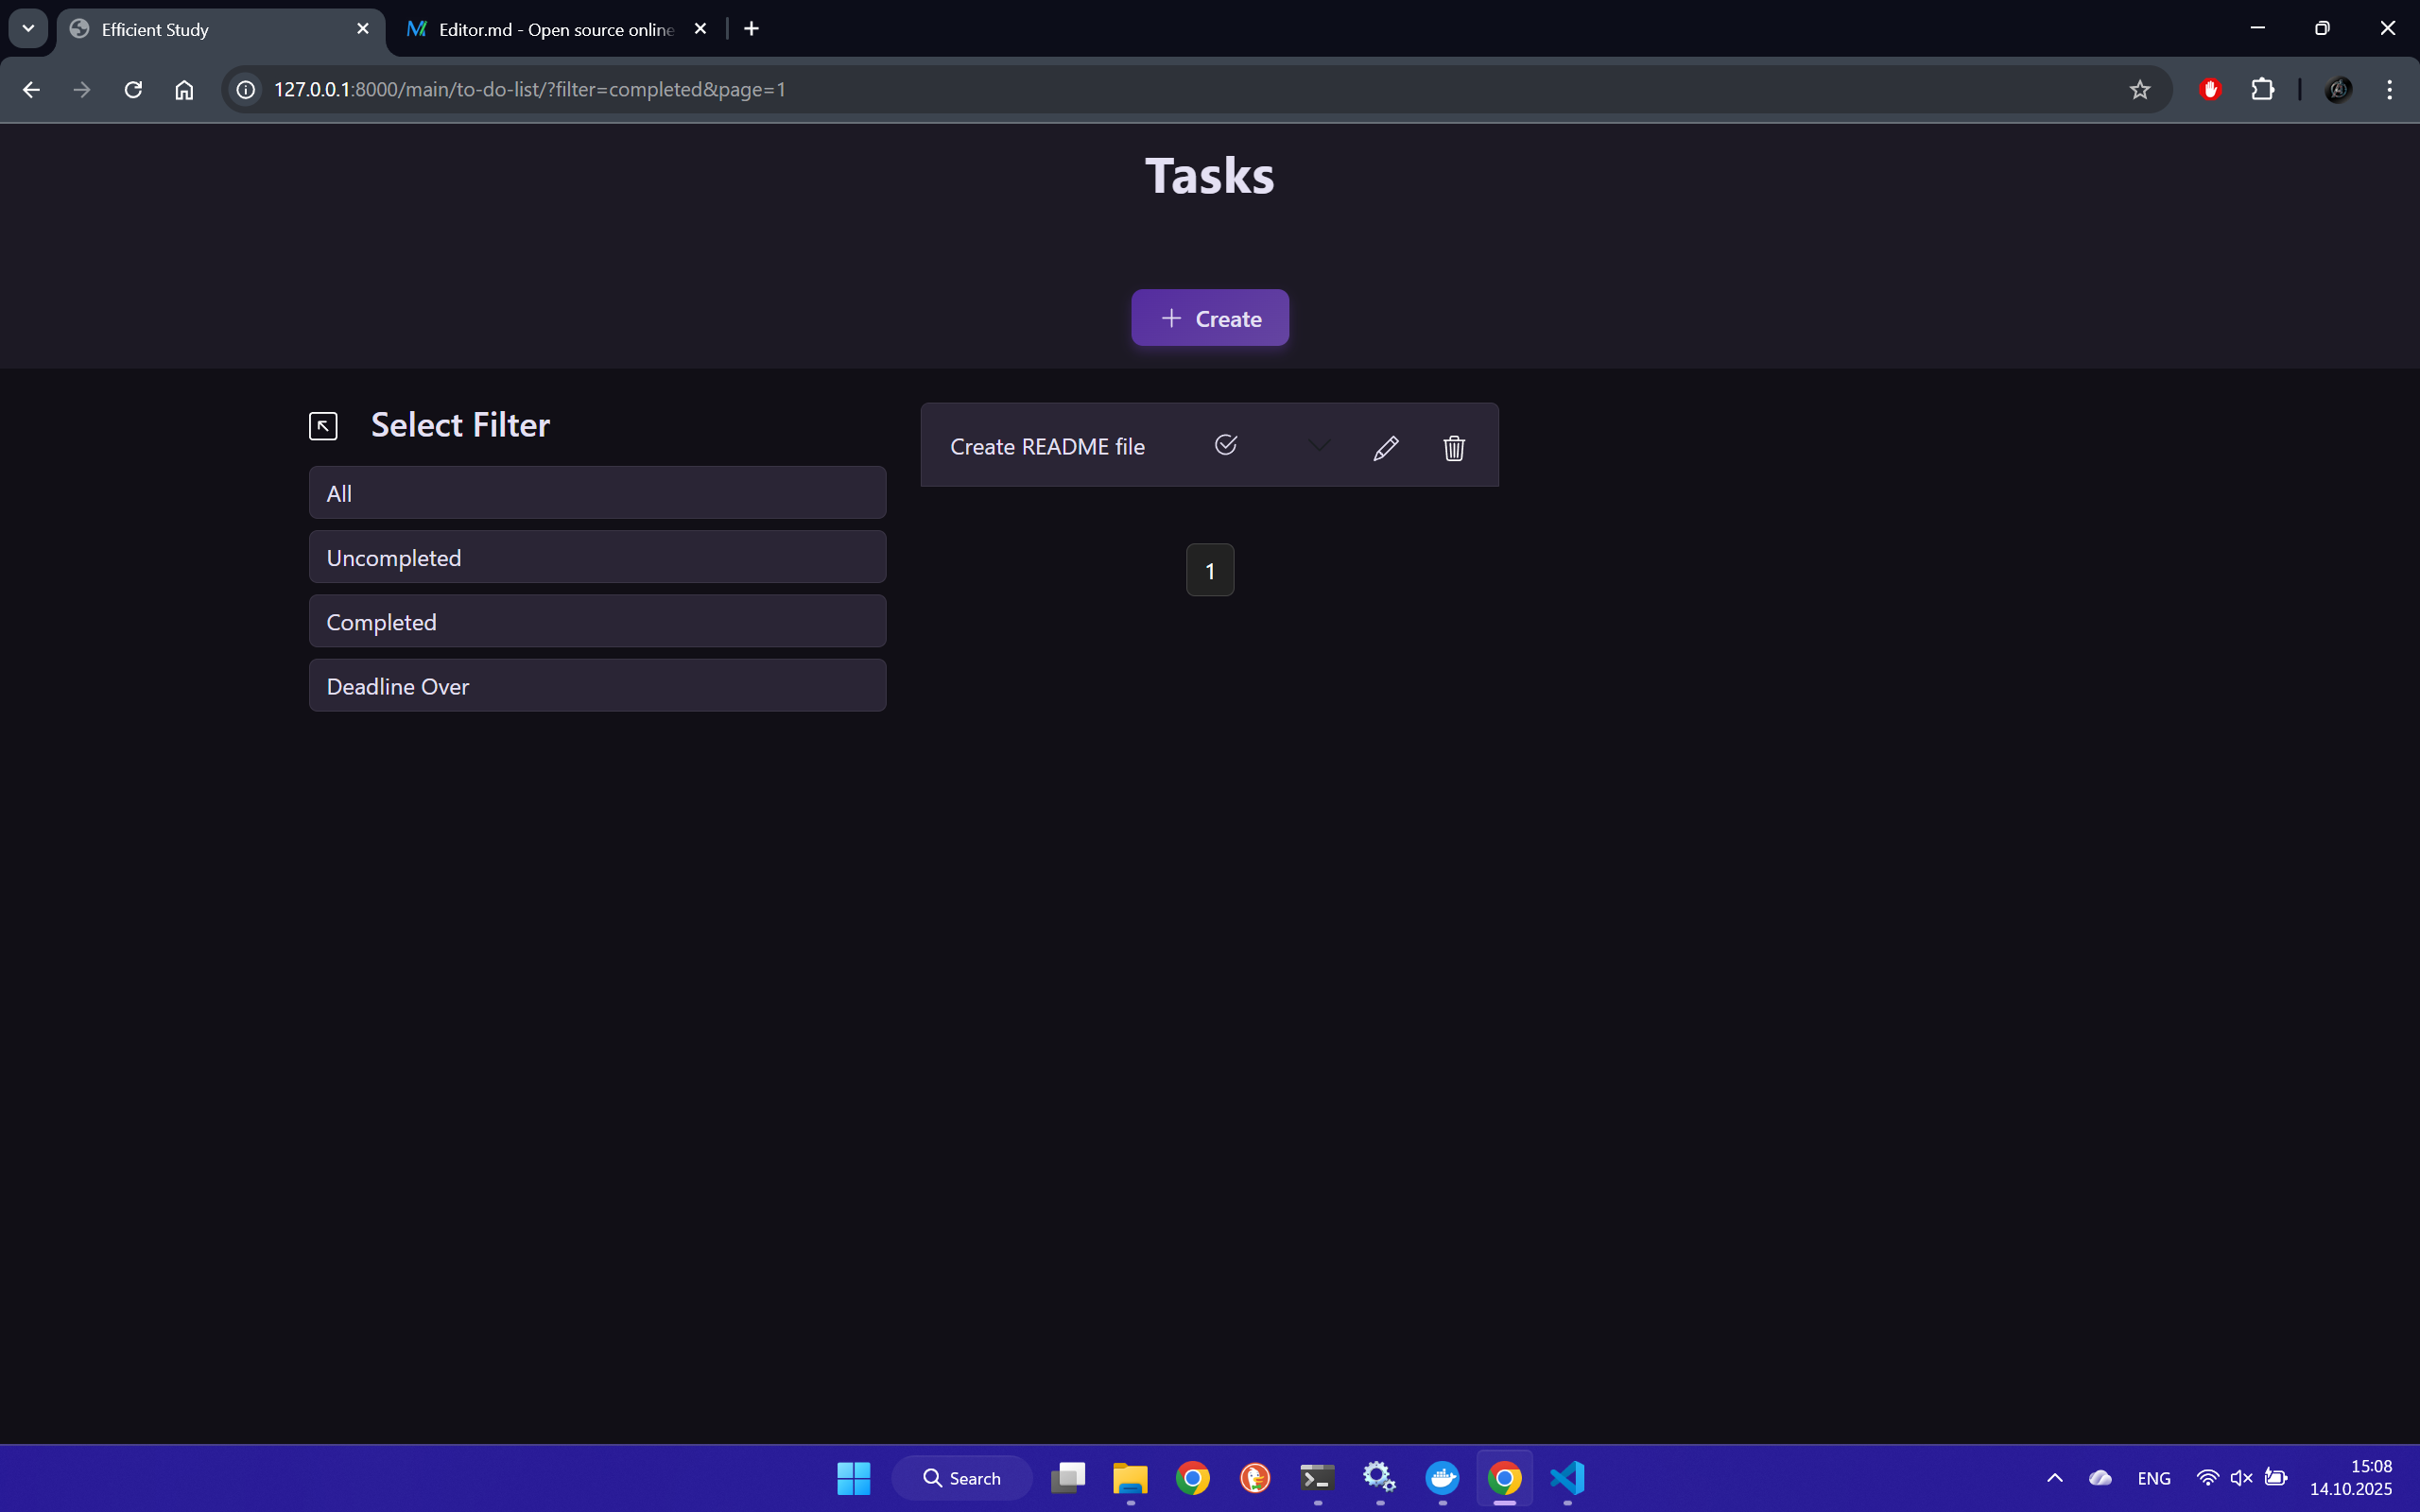 Efficient Study
Editor.md - Open source online
127.0.0.1:8000/main/to-do-list/?filter=completed&page=1
Tasks
Create
Select Filter
All
Uncompleted
Completed
Deadline Over
Create README file
1
Search
ENG
15:08
14.10.2025